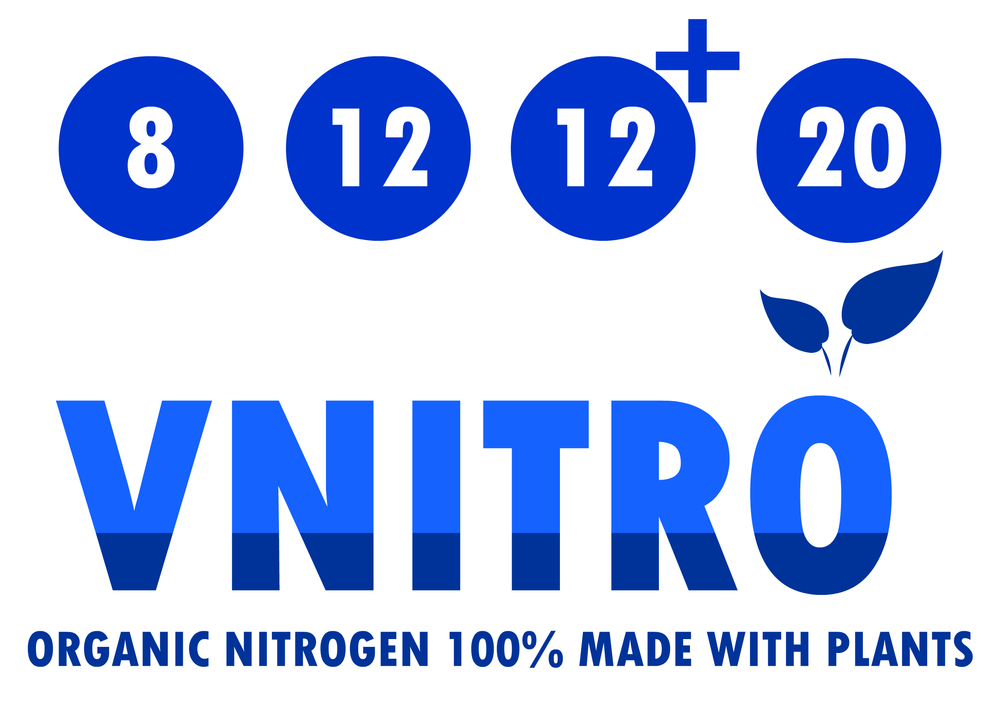 8 12 12 + 20
VNITRO
ORGANIC NITROGEN 100% MADE WITH PLANTS